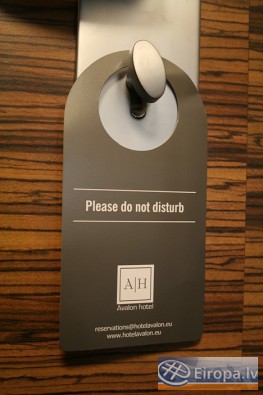 Please do not disturb
A|H
Avalon hotel
reservations@hotelavalon.eu
www.hotelavalon.eu
Eiropa.lv